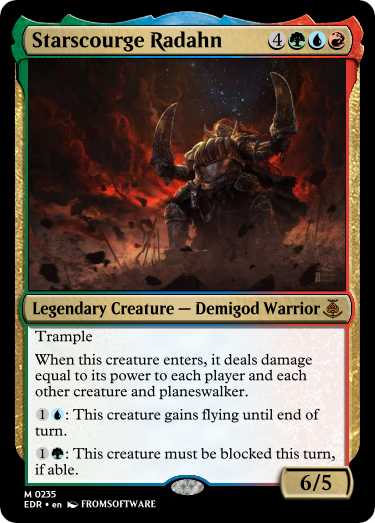 Starscourge Radahn 4
Legendary Creature — Demigod Warrior
Trample
When this creature enters, it deals damage
equal to its power to each player and each
other creature and planeswalker.
1 : This creature gains flying until end of
turn.
1 : This creature must be blocked this turn,
if able.
6/5
M 0235
EDR • en FROMSOFTWARE